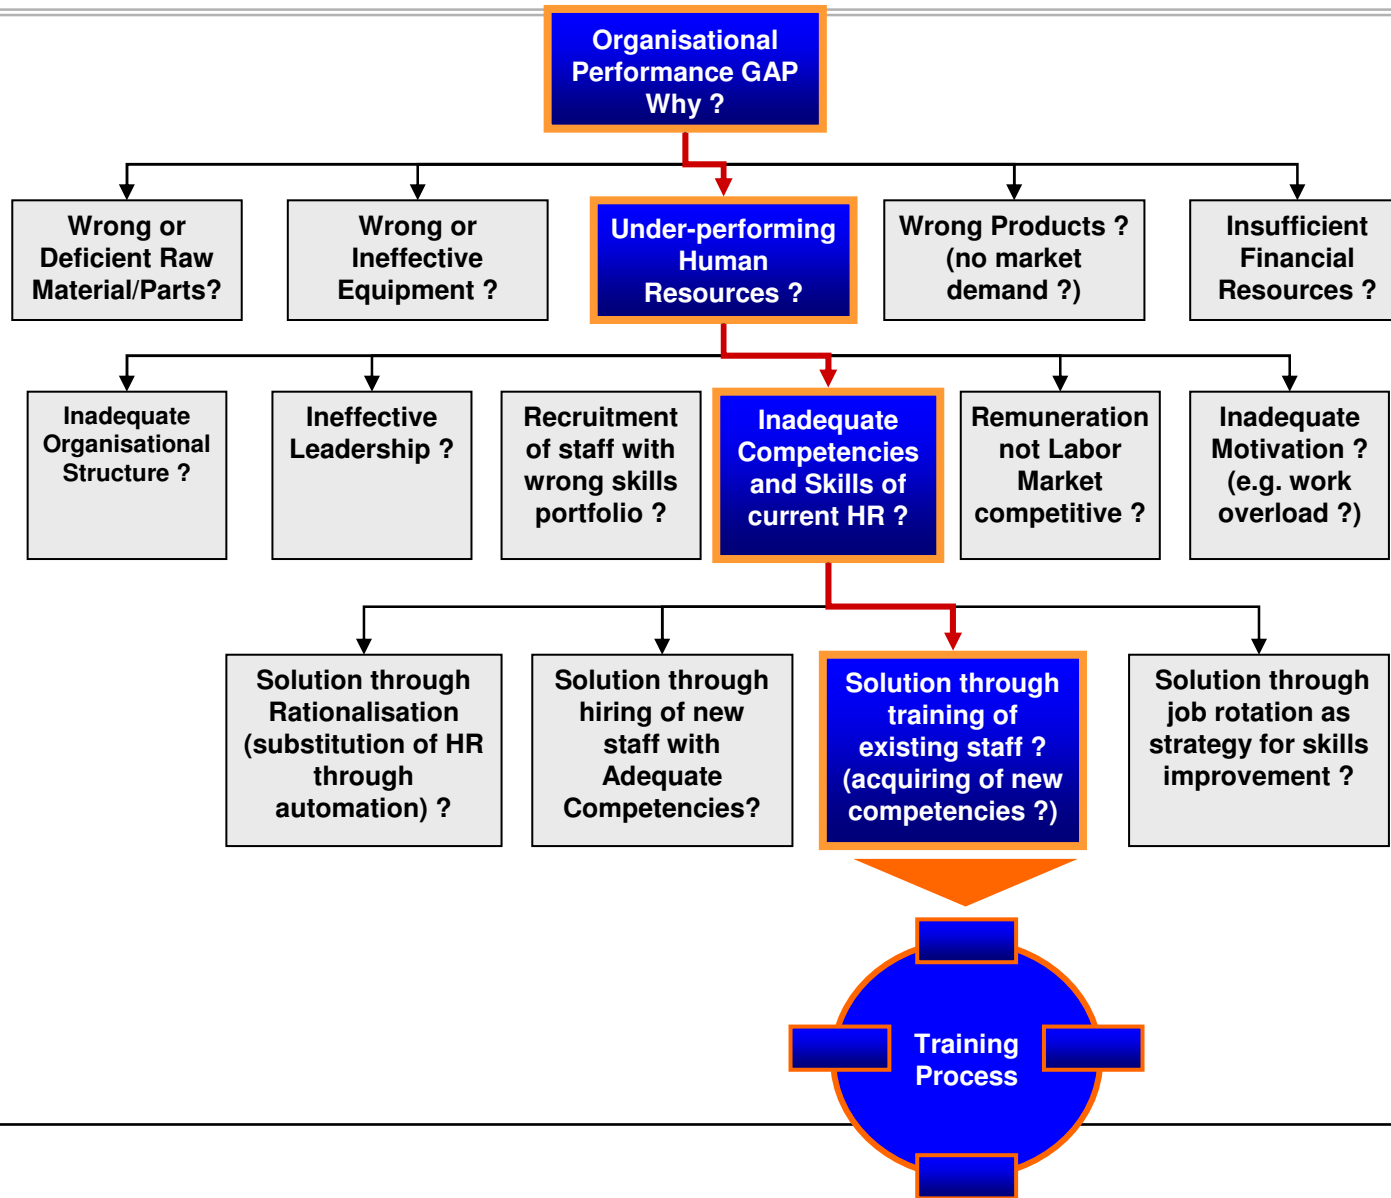 Organisational
Performance GAP
Why ?
Wrong or
Deficient Raw
Material/Parts?
Wrong or
Ineffective
Equipment ?
Under-performing
Human
Resources ?
Wrong Products ?
(no market
demand ?)
Insufficient
Financial
Resources ?
Inadequate
Organisational
Structure ?
Ineffective
Leadership ?
Recruitment
of staff with
wrong skills
portfolio ?
Inadequate
Competencies
and Skills of
current HR ?
Remuneration
not Labor
Market
competitive ?
Inadequate
Motivation ?
(e.g. work
overload ?)
Solution through
Rationalisation
(substitution of HR
through
automation) ?
Solution through
hiring of new
staff with
Adequate
Competencies?
Solution through
training of
existing staff ?
(acquiring of new
competencies ?)
Solution through
job rotation as
strategy for skills
improvement ?
Training
Process